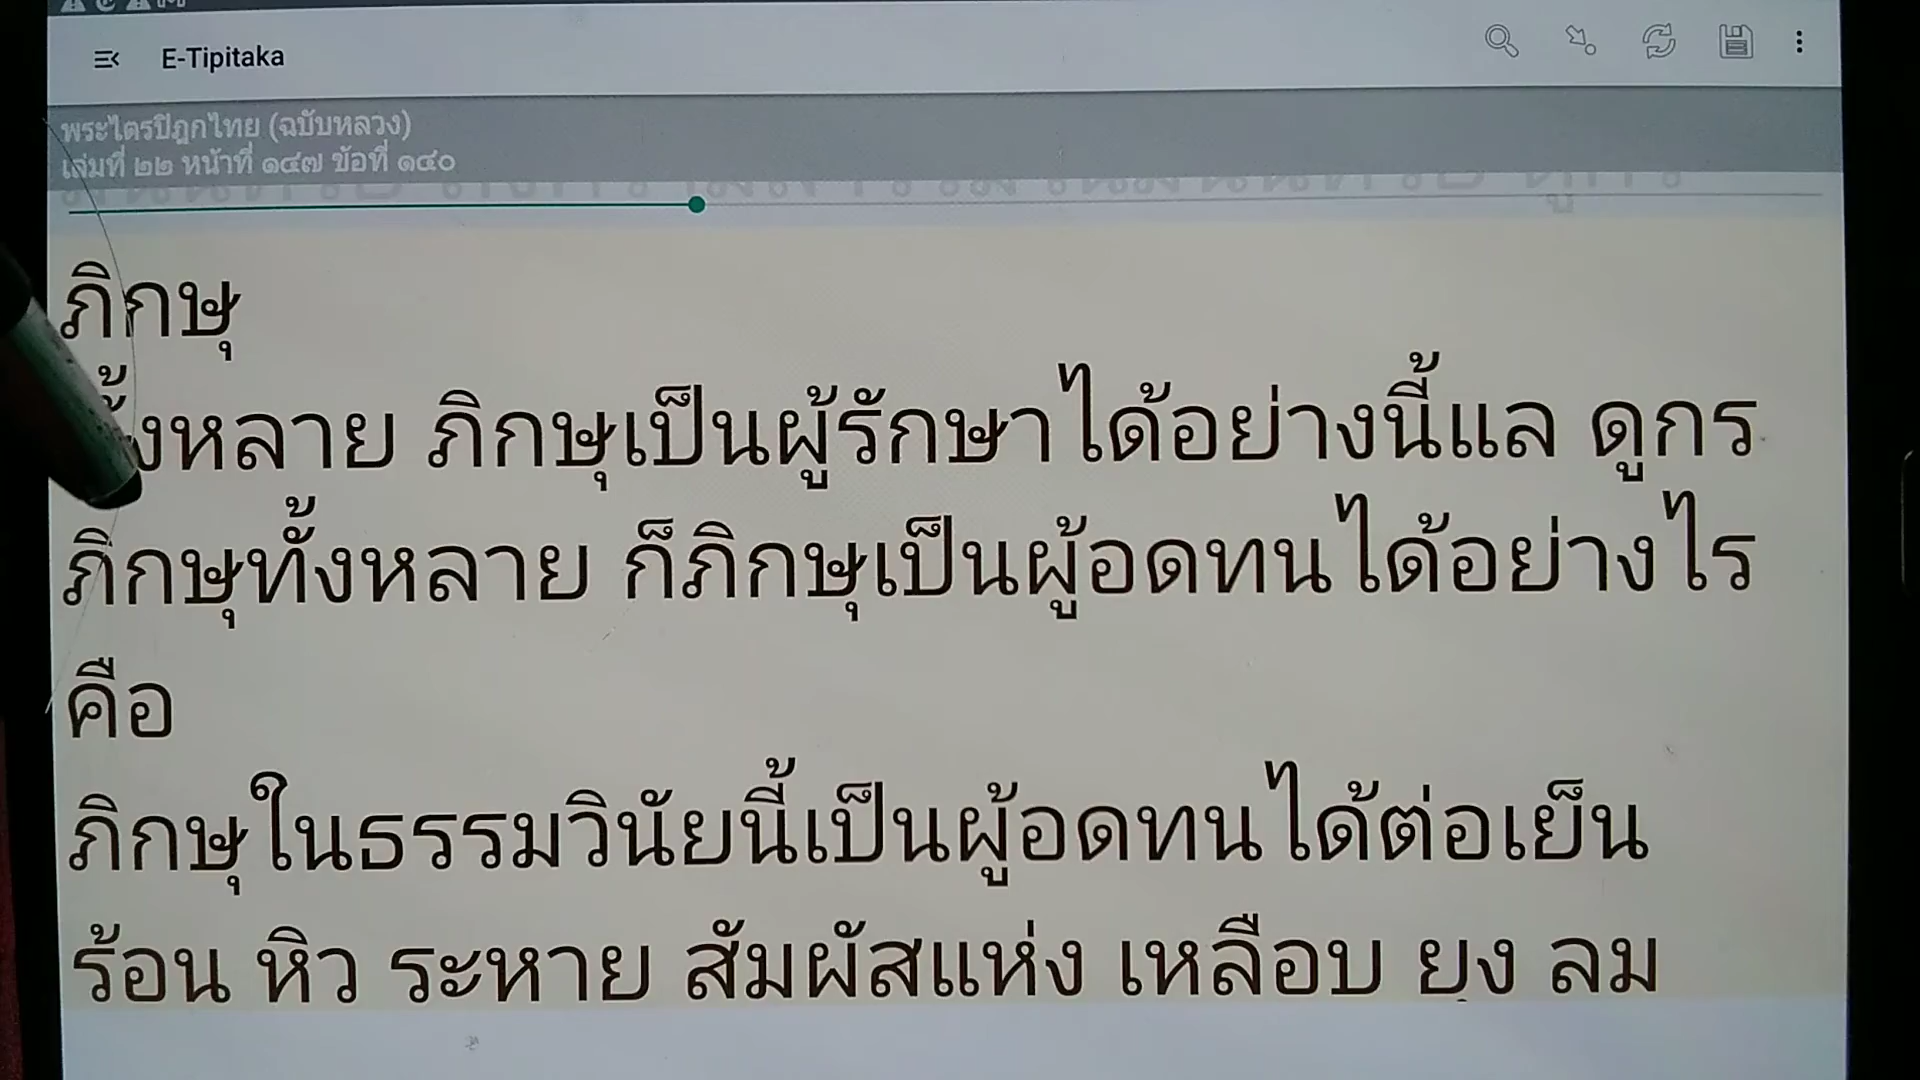 E-Tipitaka
พระไตรปิฎกไทย (ฉบับหลวง)
เล่มที่ ๒๒ หน้าที่ ๑๔๗ ข้อที่ ๑๔๐
ภิกษุ
ทั้งหลาย ภิกษุเป็นผู้รักษาได้อย่างนี้แล ดูกร
ภิกษุทั้งหลาย ก็ภิกษุเป็นผู้อดทนได้อย่างไร
คือ
ภิกษุในธรรมวินัยนี้เป็นผู้อดทนได้ต่อเย็น
ร้อน หิว ระหาย สัมผัสแห่ง เหลือบ ยุง ลม